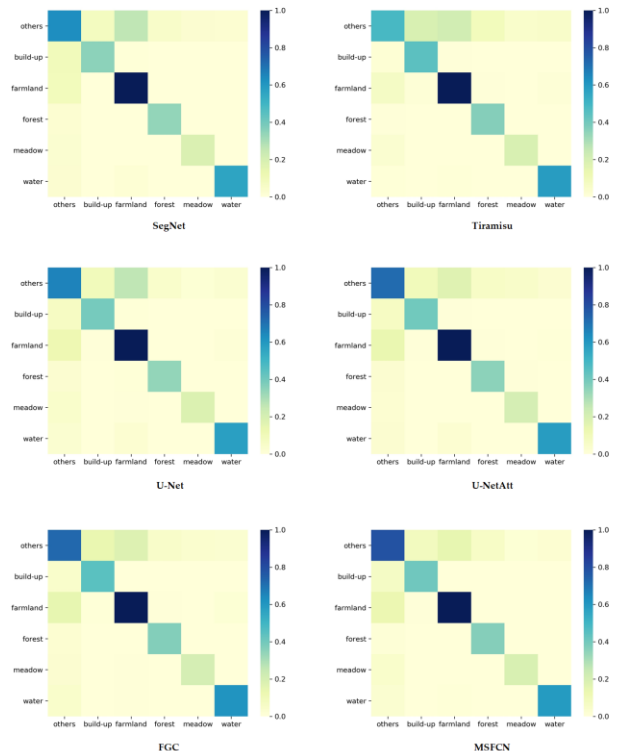 others
build-up
farmland
forest
meadow
water
others build-up farmland forest meadow water
1.0
0.8
0.6
0.4
0.2
0.0
SegNet
others
build-up
farmland
forest
meadow
water
others build-up farmland forest meadow water
1.0
0.8
0.6
0.4
0.2
0.0
Tiramisu
others
build-up
farmland
forest
meadow
water
others build-up farmland forest meadow water
1.0
0.8
0.6
0.4
0.2
0.0
U-Net
others
build-up
farmland
forest
meadow
water
others build-up farmland forest meadow water
1.0
0.8
0.6
0.4
0.2
0.0
U-NetAtt
others
build-up
farmland
forest
meadow
water
others build-up farmland forest meadow water
1.0
0.8
0.6
0.4
0.2
0.0
FGC
others
build-up
farmland
forest
meadow
water
others build-up farmland forest meadow water
1.0
0.8
0.6
0.4
0.2
0.0
MSFCN